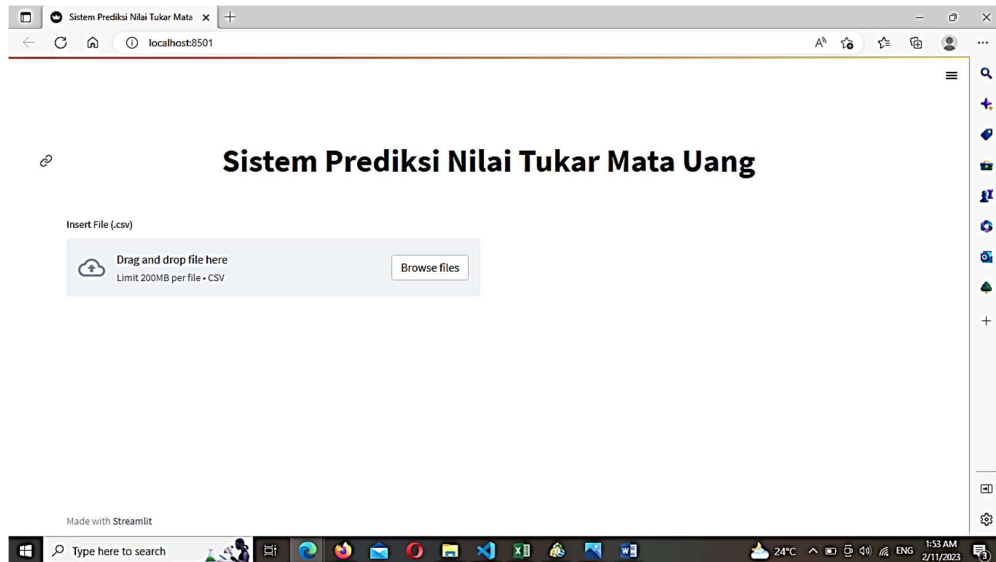 Sistem Prediksi Nilai Tukar Mata
localhost:8501
Sistem Prediksi Nilai Tukar Mata Uang
Insert File (.csv)
Drag and drop file here
Limit 200MB per file • CSV
Browse files
Made with Streamlit
Type here to search
24°C
ENG
1:53 AM
2/11/2023
3